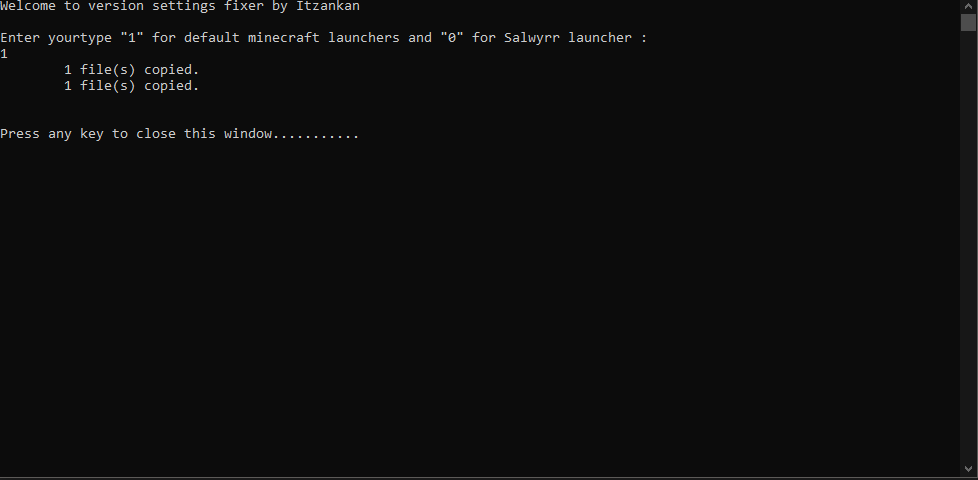 Welcome to version settings fixer by Itzankan
Enter yourtype "1" for default minecraft launchers and "0" for Salwyrr launcher :
1
1 file(s) copied.
1 file(s) copied.
Press any key to close this window...........